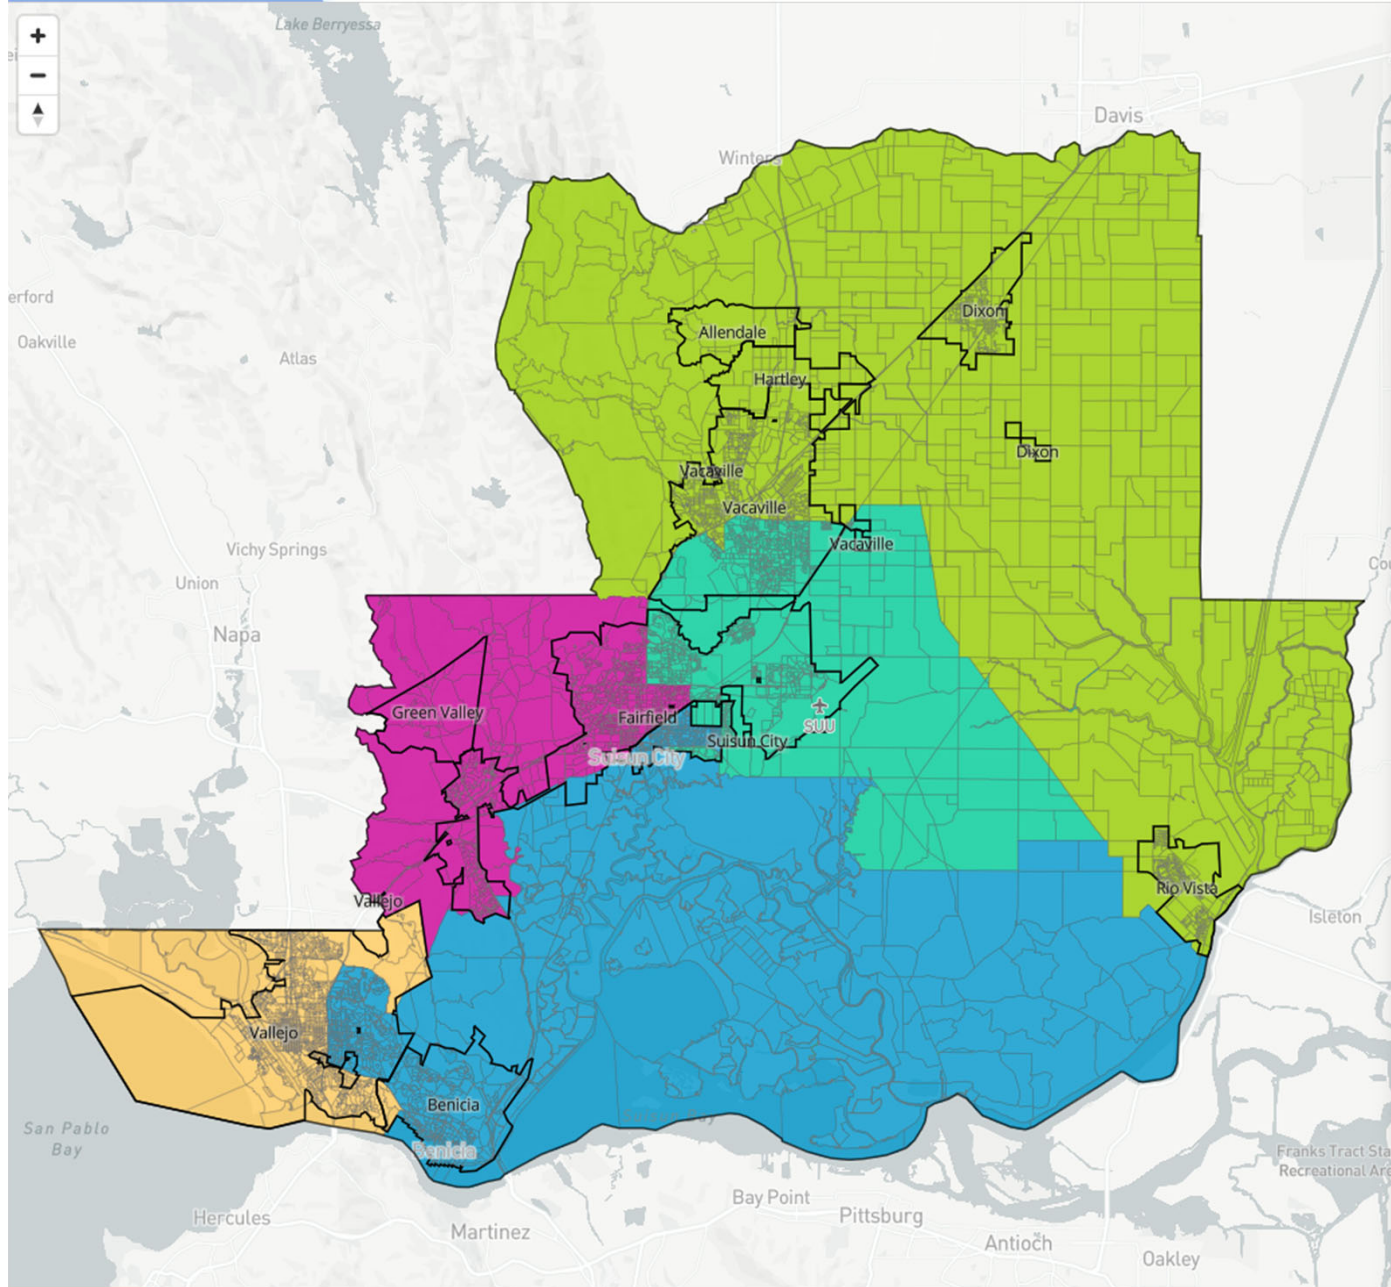 +
Lake Berryessa
−
Davis
Winters
erford
Dixon
Allendale
Oakville
Atlas
Hartley
Dixon
Vacaville
Vacaville
Vacaville
Vichy Springs
Union
Napa
Green Valley
Fairfield
SUU
Suisun City
Suisun City
Rio Vista
Vallejo
Isleton
Vallejo
Benicia
San Pablo
Bay
Benicia
Franks Tract Sta
Recreational Are
Bay Point
Hercules
Pittsburg
Martinez
Antioch
Oakley